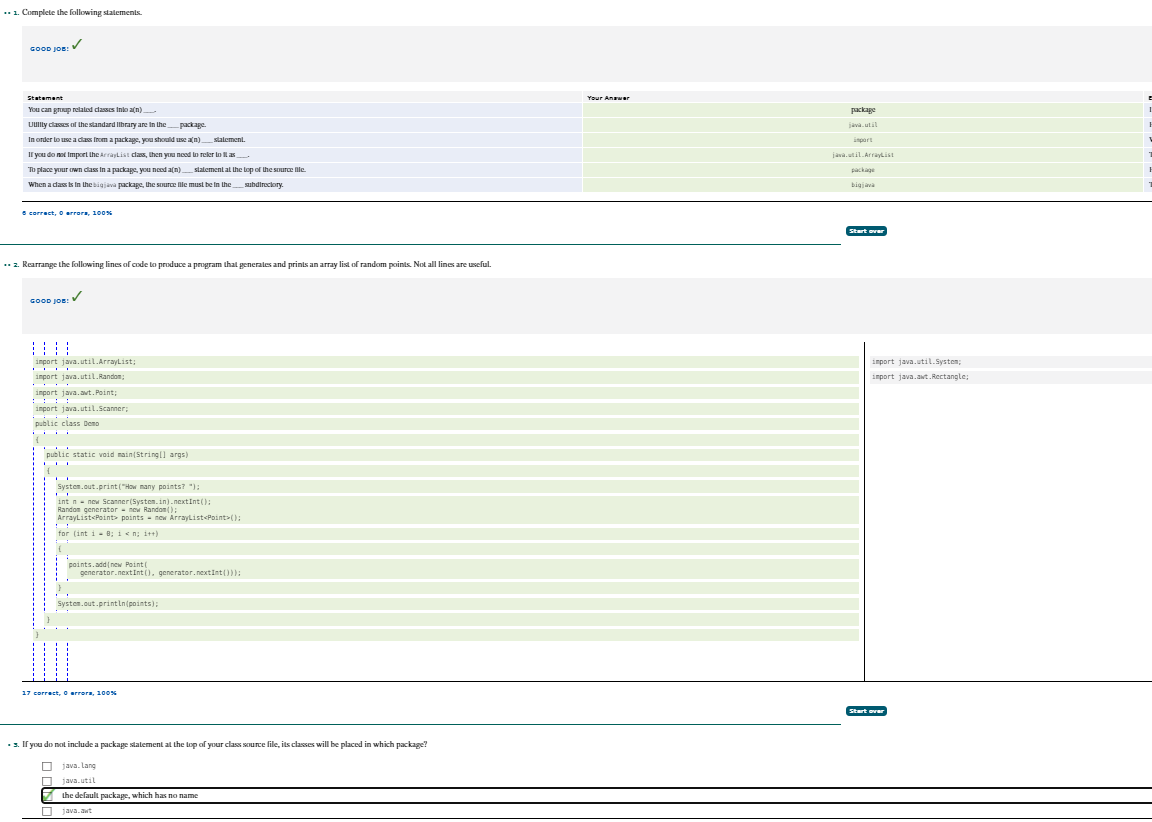 •• 1. Complete the following statements.
GOOD JOB! ✓
Statement Your Answer
You can group related classes into a(n) ___. package
Utility classes of the standard library are in the ___ package. java.util
In order to use a class from a package, you should use a(n) ___ statement. import
If you do not import the ArrayList class, then you need to refer to it as ___. java.util.ArrayList
To place your own class in a package, you need a(n) ___ statement at the top of the source file. package
When a class is in the bigjava package, the source file must be in the ___ subdirectory. bigjava
6 correct, 0 errors, 100%
Start over
•• 2. Rearrange the following lines of code to produce a program that generates and prints an array list of random points. Not all lines are useful.
GOOD JOB! ✓
import java.util.ArrayList; import java.util.System;
import java.util.Random; import java.awt.Rectangle;
import java.awt.Point;
import java.util.Scanner;
public class Demo
{
public static void main(String[] args)
{
System.out.print("How many points? ");
int n = new Scanner(System.in).nextInt();
Random generator = new Random();
ArrayList<Point> points = new ArrayList<Point>();
for (int i = 0; i < n; i++)
{
points.add(new Point(
generator.nextInt(), generator.nextInt()));
}
System.out.println(points);
}
}
17 correct, 0 errors, 100%
Start over
• 3. If you do not include a package statement at the top of your class source file, its classes will be placed in which package?
java.lang
java.util
the default package, which has no name
java.awt